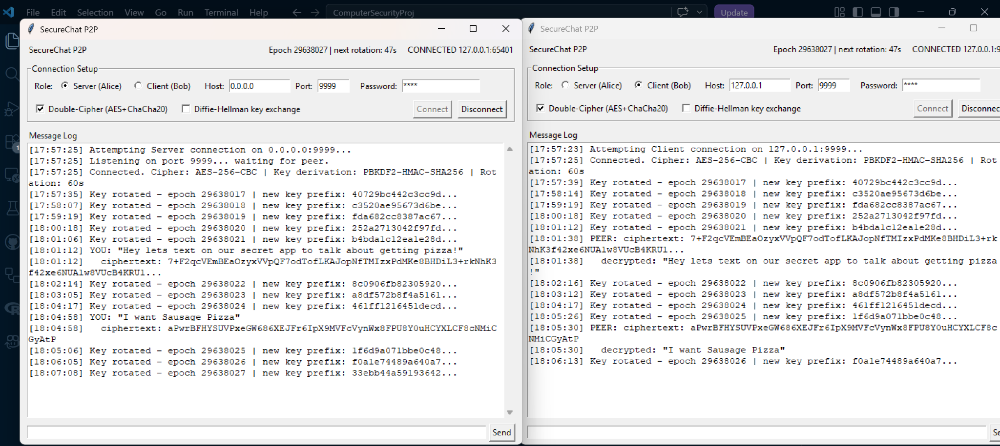 File Edit Selection View Go Run Terminal Help ComputerSecurityProj Update
SecureChat P2P
SecureChat P2P Epoch 29638027 | next rotation: 47s CONNECTED 127.0.0.1:65401
Connection Setup
Role: Server (Alice) Client (Bob) Host: 0.0.0.0 Port: 9999 Password: ****
Double-Cipher (AES+ChaCha20) Diffie-Hellman key exchange Connect Disconnect
Message Log
[17:57:25] Attempting Server connection on 0.0.0.0:9999...
[17:57:25] Listening on port 9999... waiting for peer.
[17:57:25] Connected. Cipher: AES-256-CBC | Key derivation: PBKDF2-HMAC-SHA256 | Rot
ation: 60s
[17:57:35] Key rotated - epoch 29638017 | new key prefix: 40729bc442c3cc9d...
[17:58:07] Key rotated - epoch 29638018 | new key prefix: c3520ae95673d6be...
[17:59:19] Key rotated - epoch 29638019 | new key prefix: fda682cc8387ac67...
[18:00:18] Key rotated - epoch 29638020 | new key prefix: 252a2713042f97fd...
[18:01:06] Key rotated - epoch 29638021 | new key prefix: b4bda1c12ea1e28d...
[18:01:12] YOU: "Hey lets text on our secret app to talk about getting pizza!"
[18:01:12] ciphertext: 7+F2qcVEmBEaOzyxVVpQF7odTofLKAJopNfTMIzxPdMKe8BHDiL3+rkNhK3
f42xe6NUA1w8VUcB4KRU1...
[18:02:14] Key rotated - epoch 29638022 | new key prefix: 8c0906fb82305920...
[18:03:05] Key rotated - epoch 29638023 | new key prefix: a8df572b8f4a5161...
[18:04:17] Key rotated - epoch 29638024 | new key prefix: 461ff1216451decd...
[18:04:58] YOU: "I want Sausage Pizza"
[18:04:58] ciphertext: aPwrBFHYSUVPxeGW686XEJFr6IpX9MVFcVynWx8FPU8Y0uHCYXLCF8cNMiC
GyAtP
[18:05:06] Key rotated - epoch 29638025 | new key prefix: 1f6d9a071bbe0c48...
[18:06:05] Key rotated - epoch 29638026 | new key prefix: f0a1e74489a640a7...
[18:07:08] Key rotated - epoch 29638027 | new key prefix: 33ebb44a59193642...
Send
SecureChat P2P
SecureChat P2P Epoch 29638027 | next rotation: 47s CONNECTED 127.0.0.1:9
Connection Setup
Role: Server (Alice) Client (Bob) Host: 127.0.0.1 Port: 9999 Password: ****
Double-Cipher (AES+ChaCha20) Diffie-Hellman key exchange Connect Disconnec
Message Log
[17:57:23] Attempting Client connection on 127.0.0.1:9999...
[17:57:25] Connected. Cipher: AES-256-CBC | Key derivation: PBKDF2-HMAC-SHA256 | Rot
ation: 60s
[17:57:39] Key rotated - epoch 29638017 | new key prefix: 40729bc442c3cc9d...
[17:58:14] Key rotated - epoch 29638018 | new key prefix: c3520ae95673d6be...
[17:59:19] Key rotated - epoch 29638019 | new key prefix: fda682cc8387ac67...
[18:00:18] Key rotated - epoch 29638020 | new key prefix: 252a2713042f97fd...
[18:01:12] Key rotated - epoch 29638021 | new key prefix: b4bda1c12ea1e28d...
[18:01:38] PEER: ciphertext: 7+F2qcVEmBEaOzyxVVpQF7odTofLKAJopNfTMIzxPdMKe8BHDiL3+rk
NhK3f42xe6NUA1w8VUcB4KRU1...
[18:01:38] decrypted: "Hey lets text on our secret app to talk about getting pizza
!"
[18:02:16] Key rotated - epoch 29638022 | new key prefix: 8c0906fb82305920...
[18:03:12] Key rotated - epoch 29638023 | new key prefix: a8df572b8f4a5161...
[18:04:17] Key rotated - epoch 29638024 | new key prefix: 461ff1216451decd...
[18:05:26] Key rotated - epoch 29638025 | new key prefix: 1f6d9a071bbe0c48...
[18:05:30] PEER: ciphertext: aPwrBFHYSUVPxeGW686XEJFr6IpX9MVFcVynWx8FPU8Y0uHCYXLCF8c
NMiCGyAtP
[18:05:30] decrypted: "I want Sausage Pizza"
[18:06:13] Key rotated - epoch 29638026 | new key prefix: f0a1e74489a640a7...
Se
1